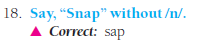 18. Say, “Snap” without /n/.
▲ Correct: sap